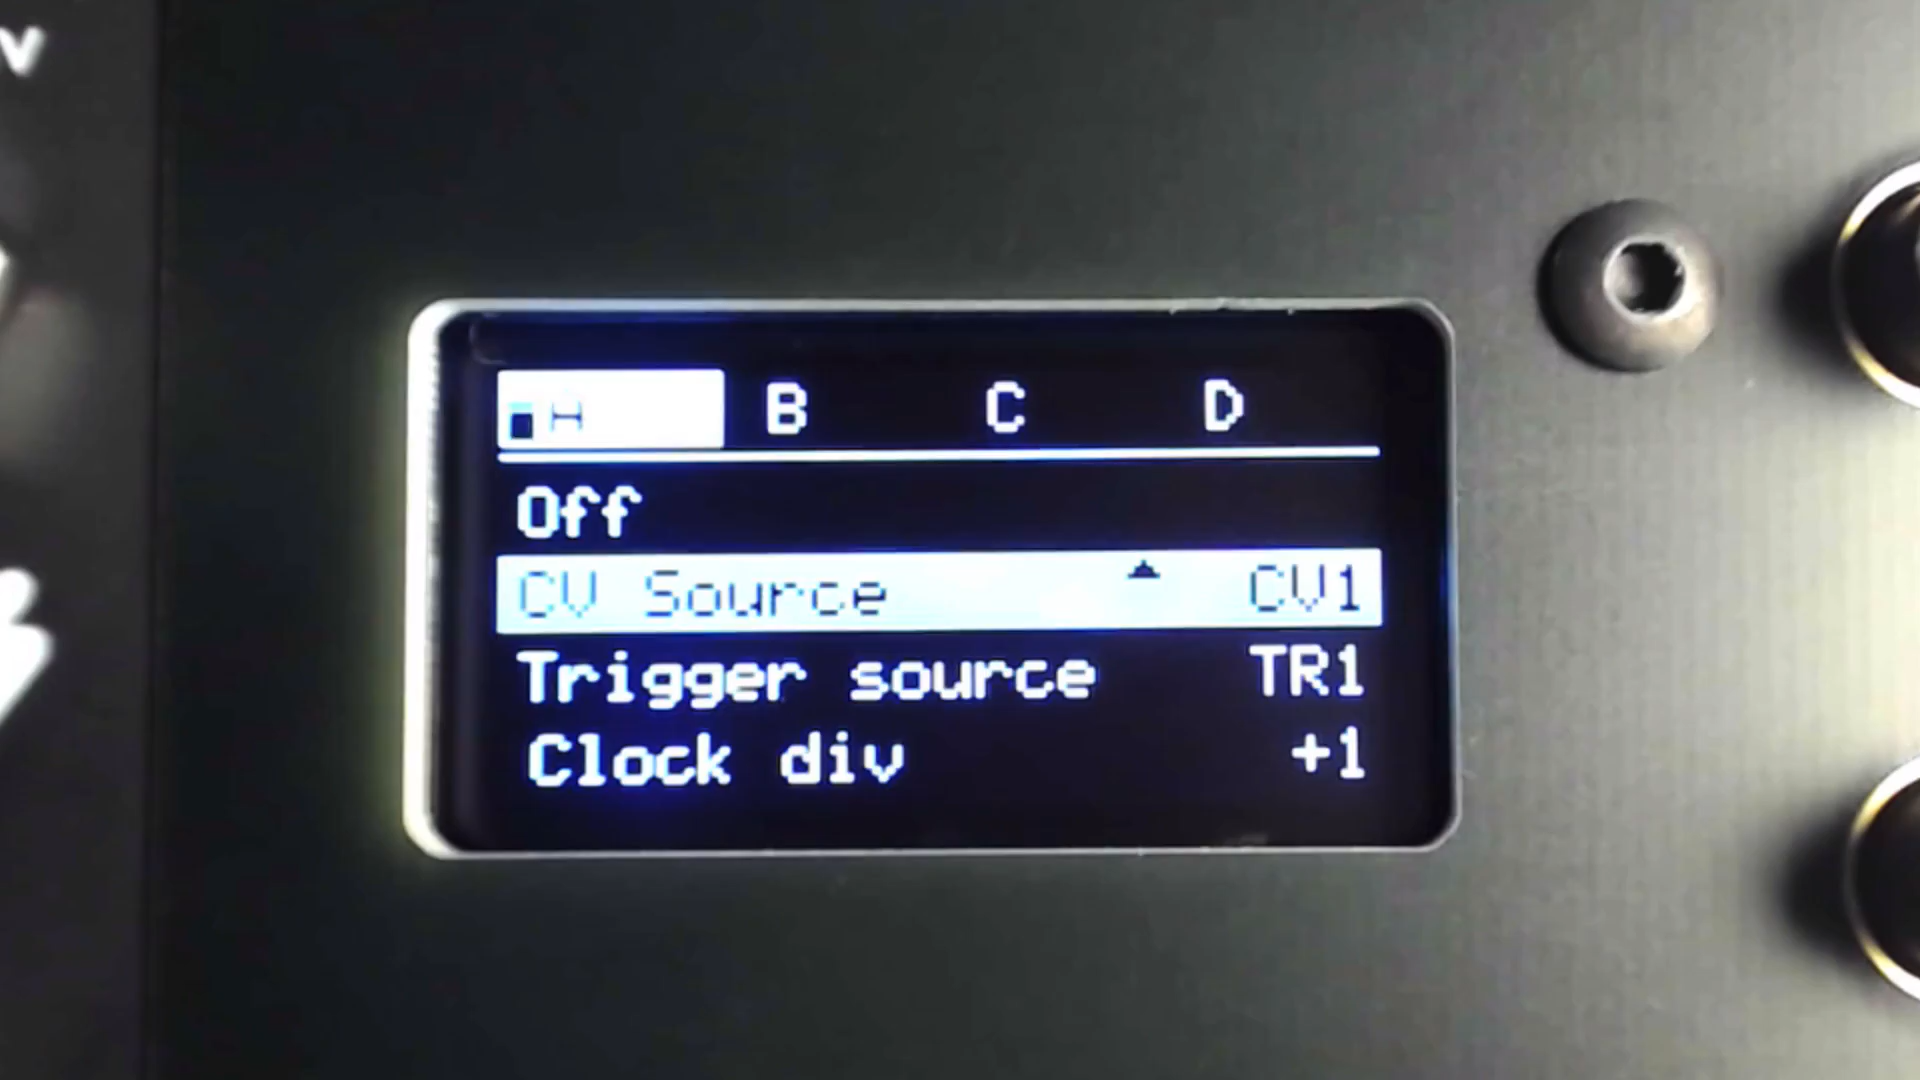 v
A B C D
Off
CV Source CV1
Trigger source TR1
Clock div +1